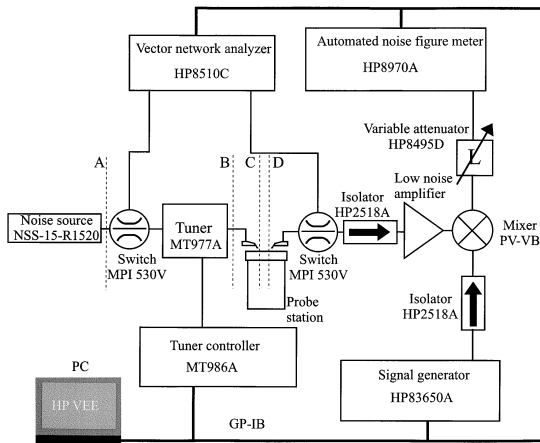 Vector network analyzer
HP8510C
Automated noise figure meter
HP8970A
Variable attenuator
HP8495D
L
A
B
C
D
Low noise
amplifier
Isolator
HP2518A
Noise source
NSS-15-R1520
Tuner
MT977A
Mixer
PV-VB
Switch
MPI 530V
Switch
MPI 530V
Probe
station
Isolator
HP2518A
Tuner controller
MT986A
PC
HP VEE
GP-IB
Signal generator
HP83650A